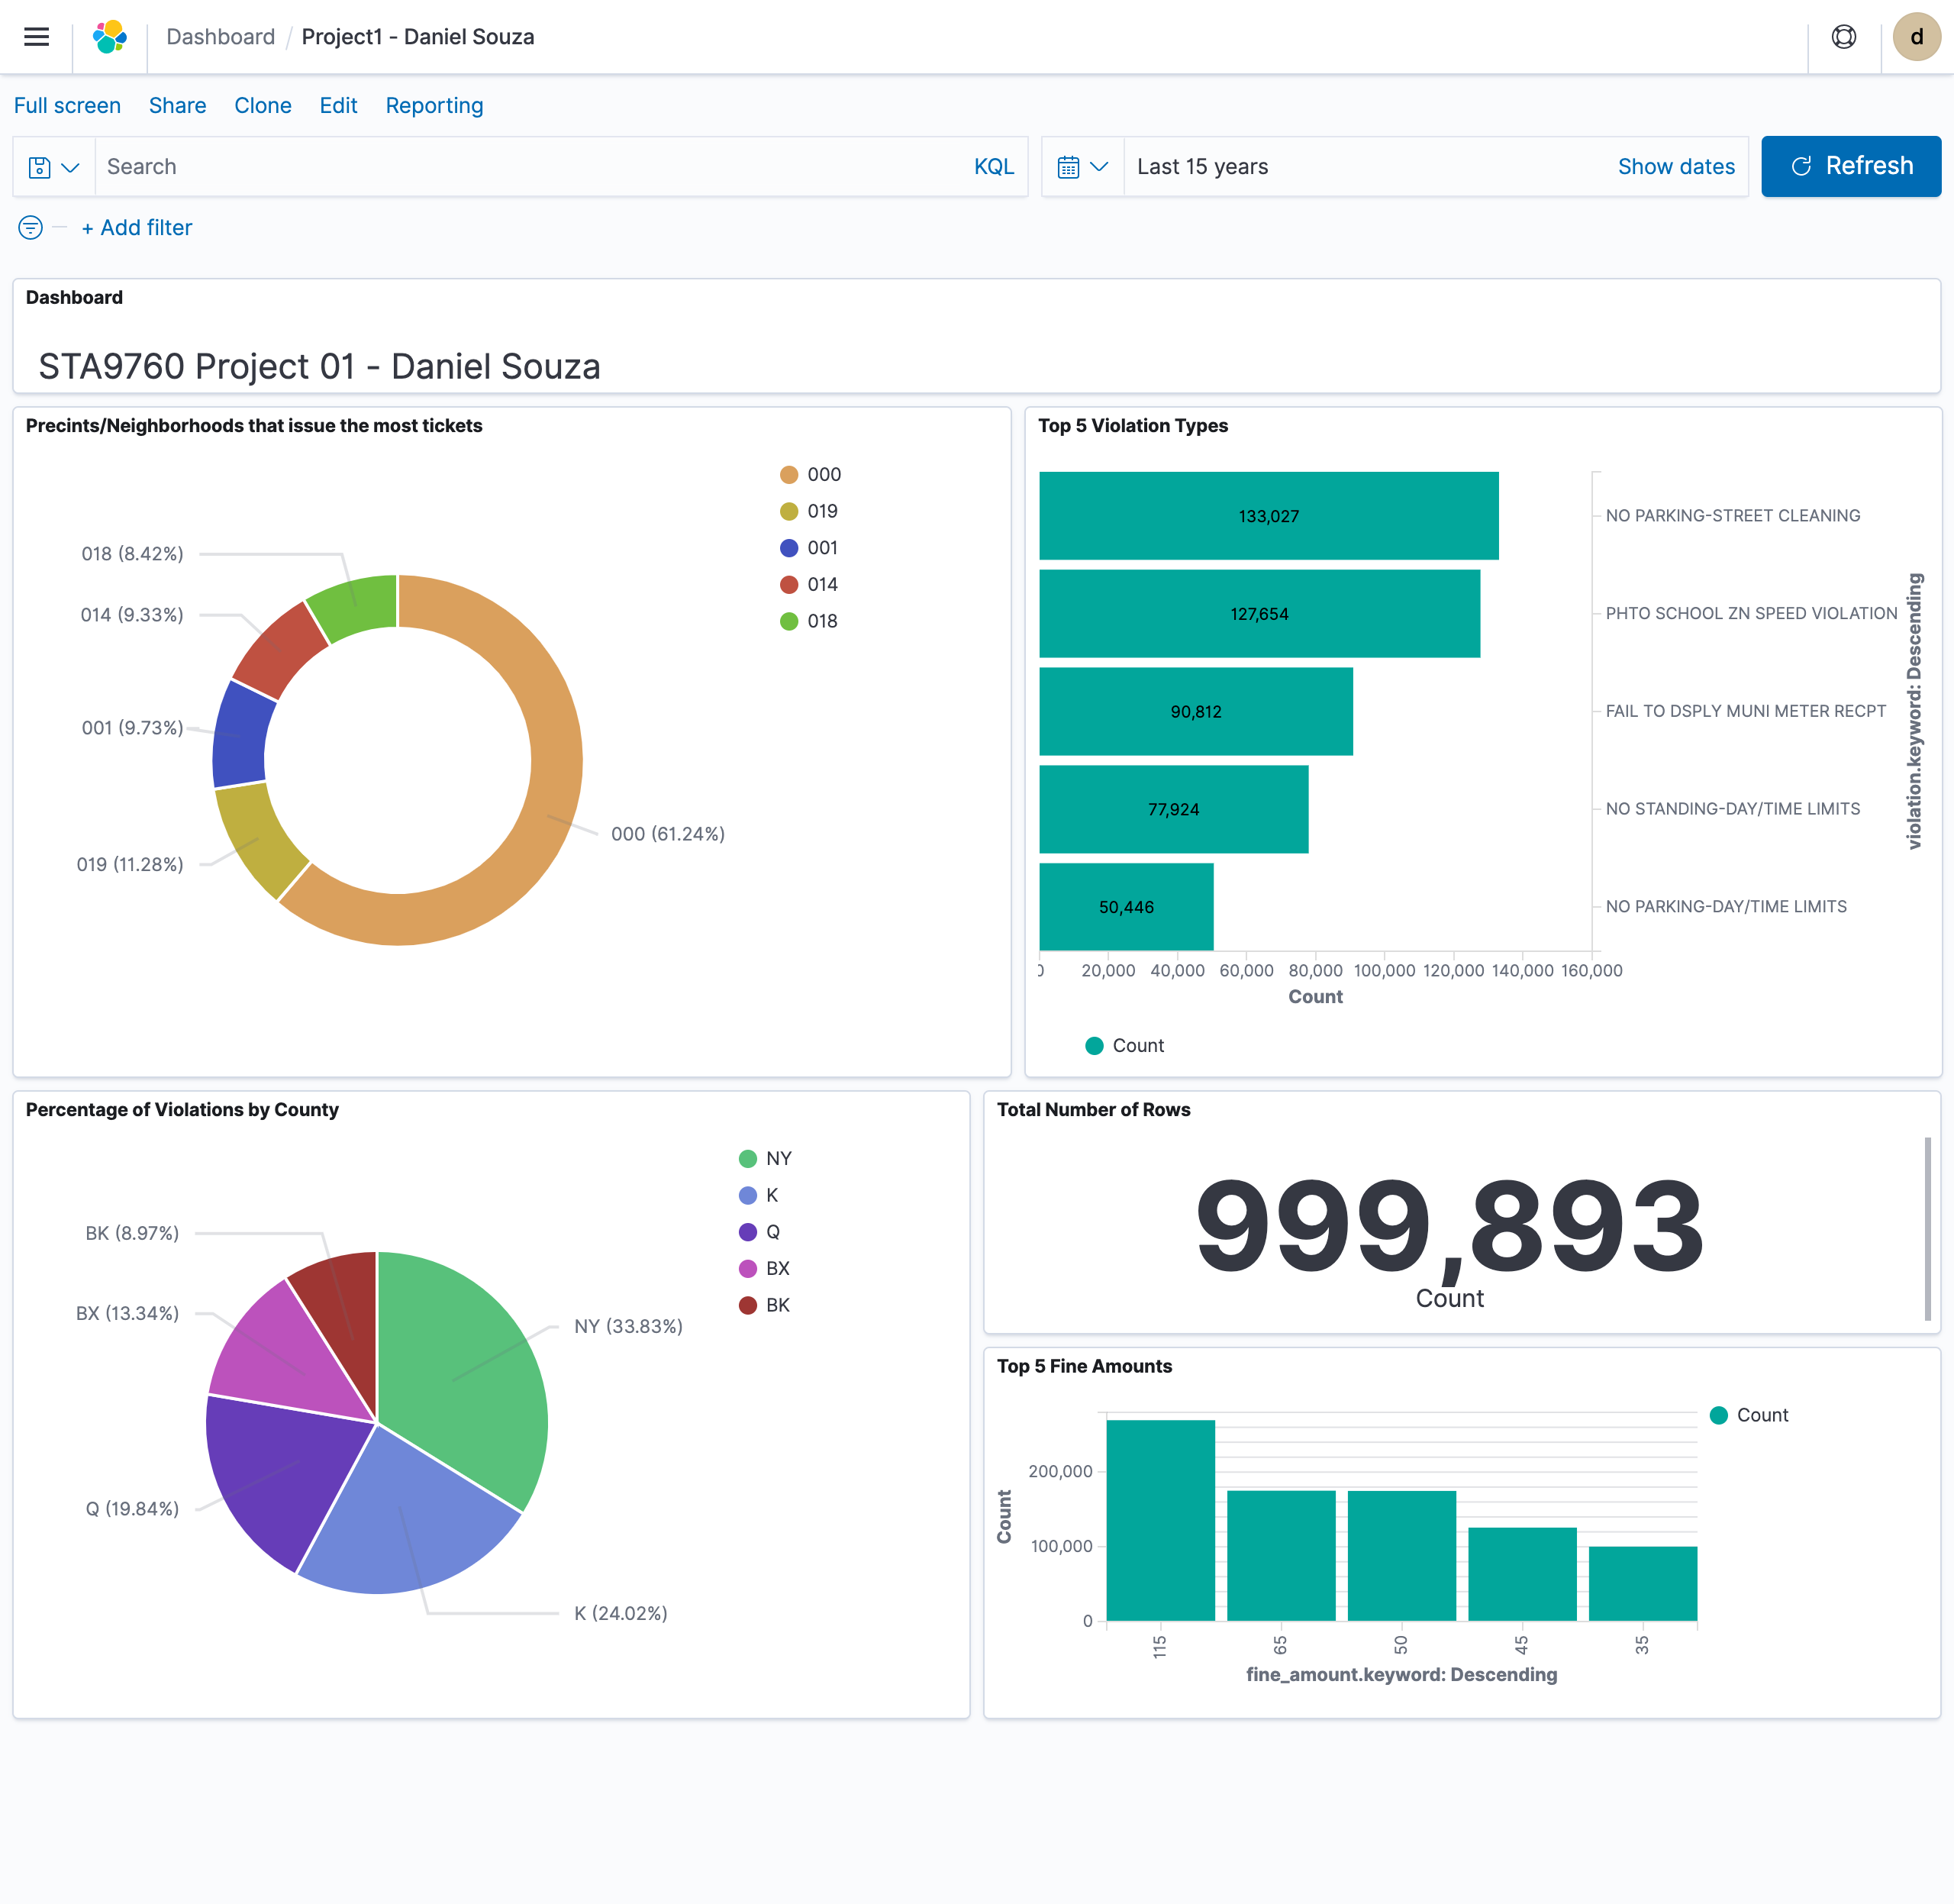 Dashboard / Project1 - Daniel Souza
d
Full screen Share Clone Edit Reporting
Search KQL
Last 15 years Show dates
Refresh
+ Add filter
Dashboard
STA9760 Project 01 - Daniel Souza
Precints/Neighborhoods that issue the most tickets
000
019
001
014
018
018 (8.42%)
014 (9.33%)
001 (9.73%)
019 (11.28%)
000 (61.24%)
Top 5 Violation Types
133,027
127,654
90,812
77,924
50,446
NO PARKING-STREET CLEANING
PHTO SCHOOL ZN SPEED VIOLATION
FAIL TO DSPLY MUNI METER RECPT
NO STANDING-DAY/TIME LIMITS
NO PARKING-DAY/TIME LIMITS
violation.keyword: Descending
0 20,000 40,000 60,000 80,000 100,000 120,000 140,000 160,000
Count
Count
Percentage of Violations by County
NY
K
Q
BX
BK
BK (8.97%)
BX (13.34%)
Q (19.84%)
NY (33.83%)
K (24.02%)
Total Number of Rows
999,893
Count
Top 5 Fine Amounts
Count
Count
200,000
100,000
0
115 65 50 45 35
fine_amount.keyword: Descending